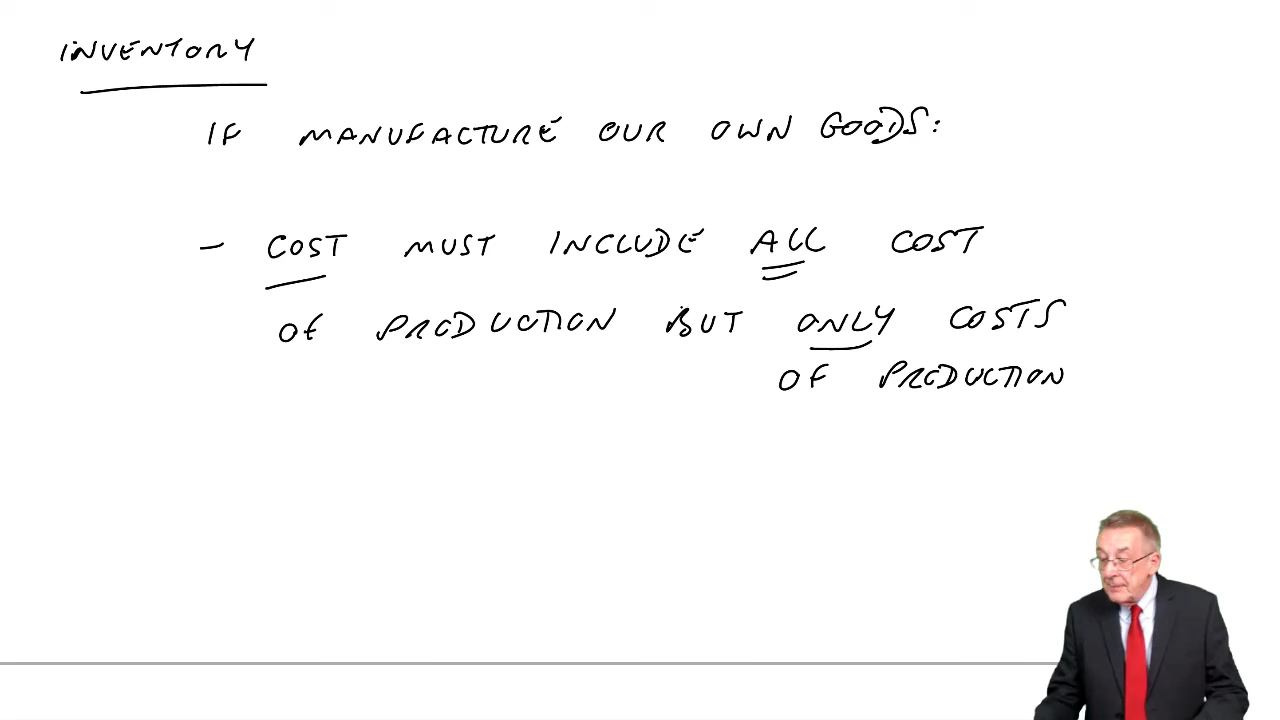 INVENTORY
IF MANUFACTURE OUR OWN GOODS:
- COST MUST INCLUDE ALL COST
OF PRODUCTION BUT ONLY COSTS
OF PRODUCTION